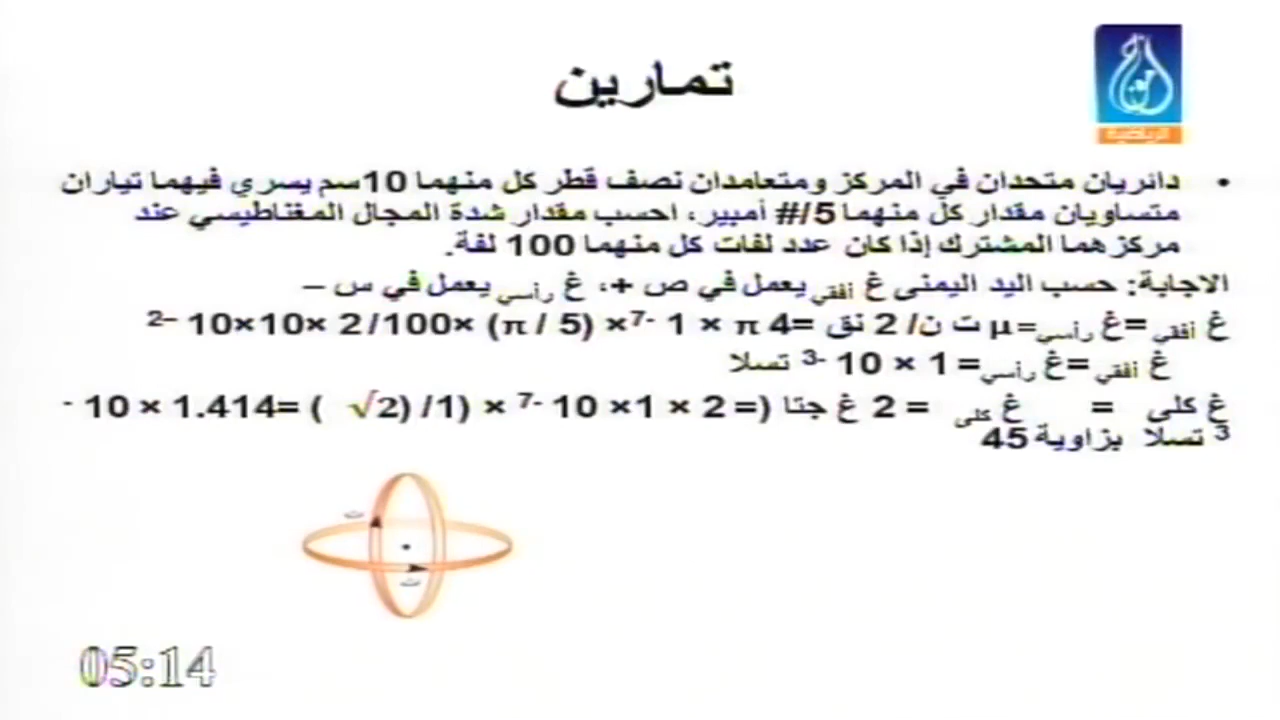 تمارين
الرياضية
• دائريان متحدان في المركز ومتعامدان نصف قطر كل منهما 10سم يسري فيهما تياران
متساويان مقدار كل منهما 5/# أمبير، احسب مقدار شدة المجال المغناطيسي عند
مركزهما المشترك إذا كان عدد لفات كل منهما 100 لفة.
الاجابة: حسب اليد اليمنى غ أفقي يعمل في ص +، غ رأسي يعمل في س –
غ أفقي =غ رأسي= µ ت ن/ 2 نق =4 π × 1 ×7- (5 / π) ×100/ 2 ×10×10 –2
غ أفقي =غ رأسي= 1 × 10 -3 تسلا
غ كلى = غ كلى = 2 غ جتا (= 2 × 1× 10 -7 × (1/ (2√ ) =1.414 × 10 -
3 تسلا بزاوية 45
ت
ت
05:14